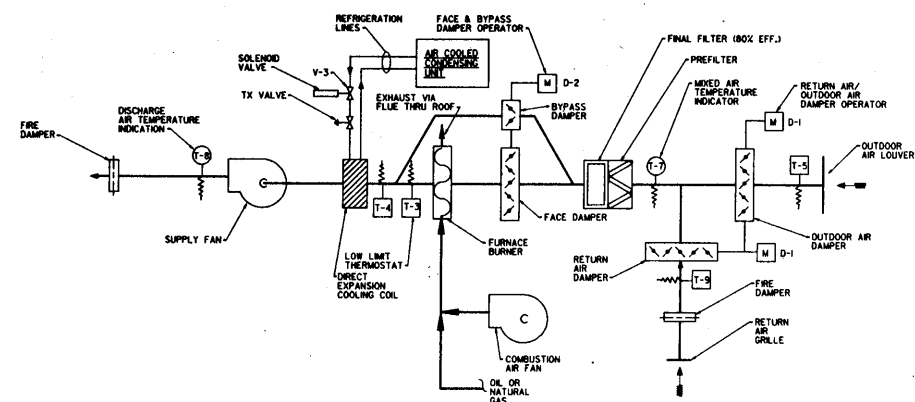 REFRIGERATION
LINES
FACE & BYPASS
DAMPER OPERATOR
FINAL FILTER (80% EFF.)
PREFILTER
SOLENOID
VALVE
V-3
AIR COOLED
CONDENSING
UNIT
M
D-2
MIXED AIR
TEMPERATURE
INDICATOR
RETURN AIR/
OUTDOOR AIR
DAMPER OPERATOR
M
D-1
DISCHARGE
AIR TEMPERATURE
INDICATION
TX VALVE
EXHAUST VIA
FLUE THRU ROOF
BYPASS
DAMPER
FIRE
DAMPER
T-8
T-7
T-5
OUTDOOR
AIR LOUVER
T-4
T-3
SUPPLY FAN
FACE DAMPER
OUTDOOR AIR
DAMPER
LOW LIMIT
THERMOSTAT
FURNACE
BURNER
RETURN
AIR
DAMPER
M
D-1
DIRECT
EXPANSION
COOLING COIL
T-9
FIRE
DAMPER
C
RETURN
AIR
GRILLE
COMBUSTION
AIR FAN
OIL OR
NATURAL
GAS